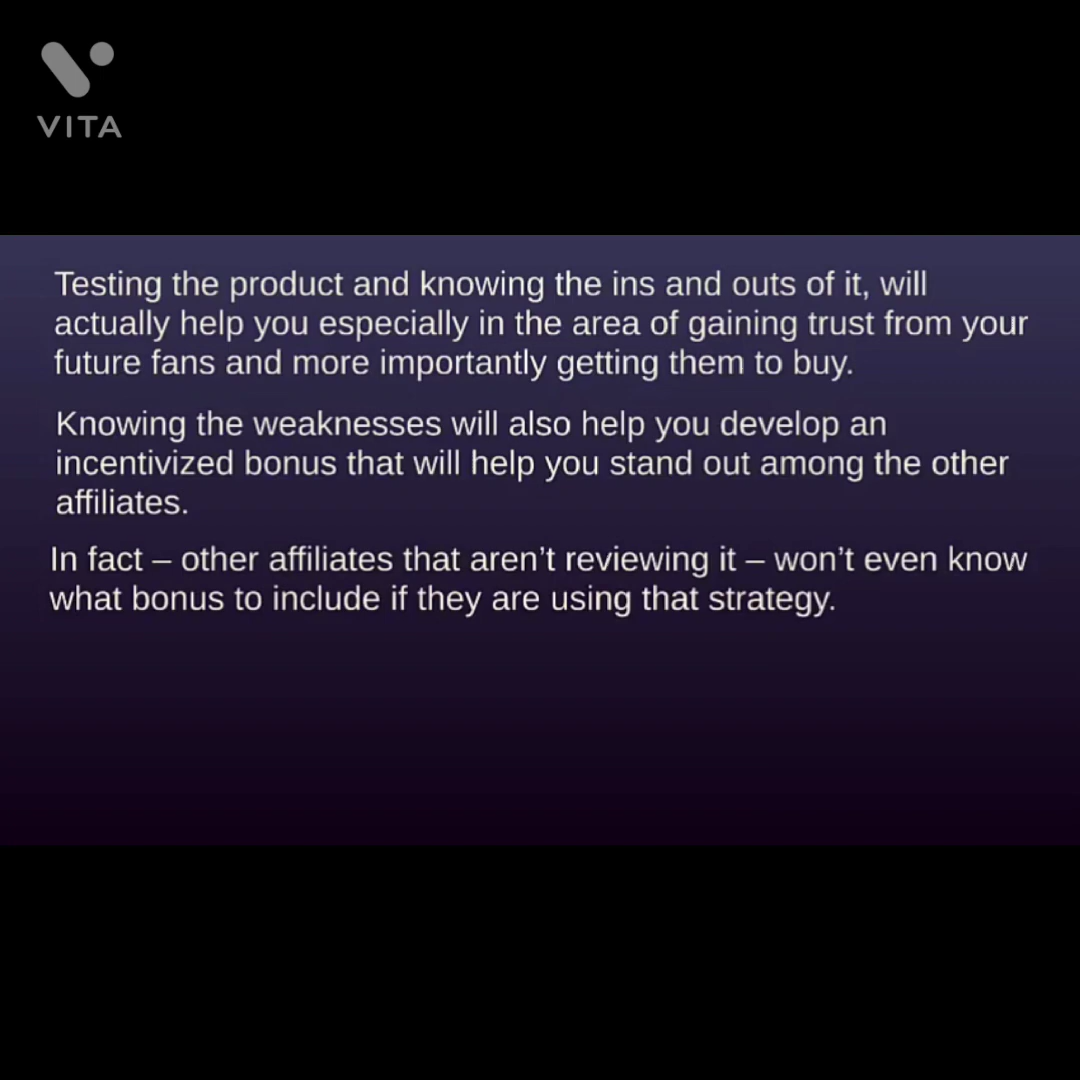 VITA
Testing the product and knowing the ins and outs of it, will
actually help you especially in the area of gaining trust from your
future fans and more importantly getting them to buy.
Knowing the weaknesses will also help you develop an
incentivized bonus that will help you stand out among the other
affiliates.
In fact – other affiliates that aren’t reviewing it – won’t even know
what bonus to include if they are using that strategy.